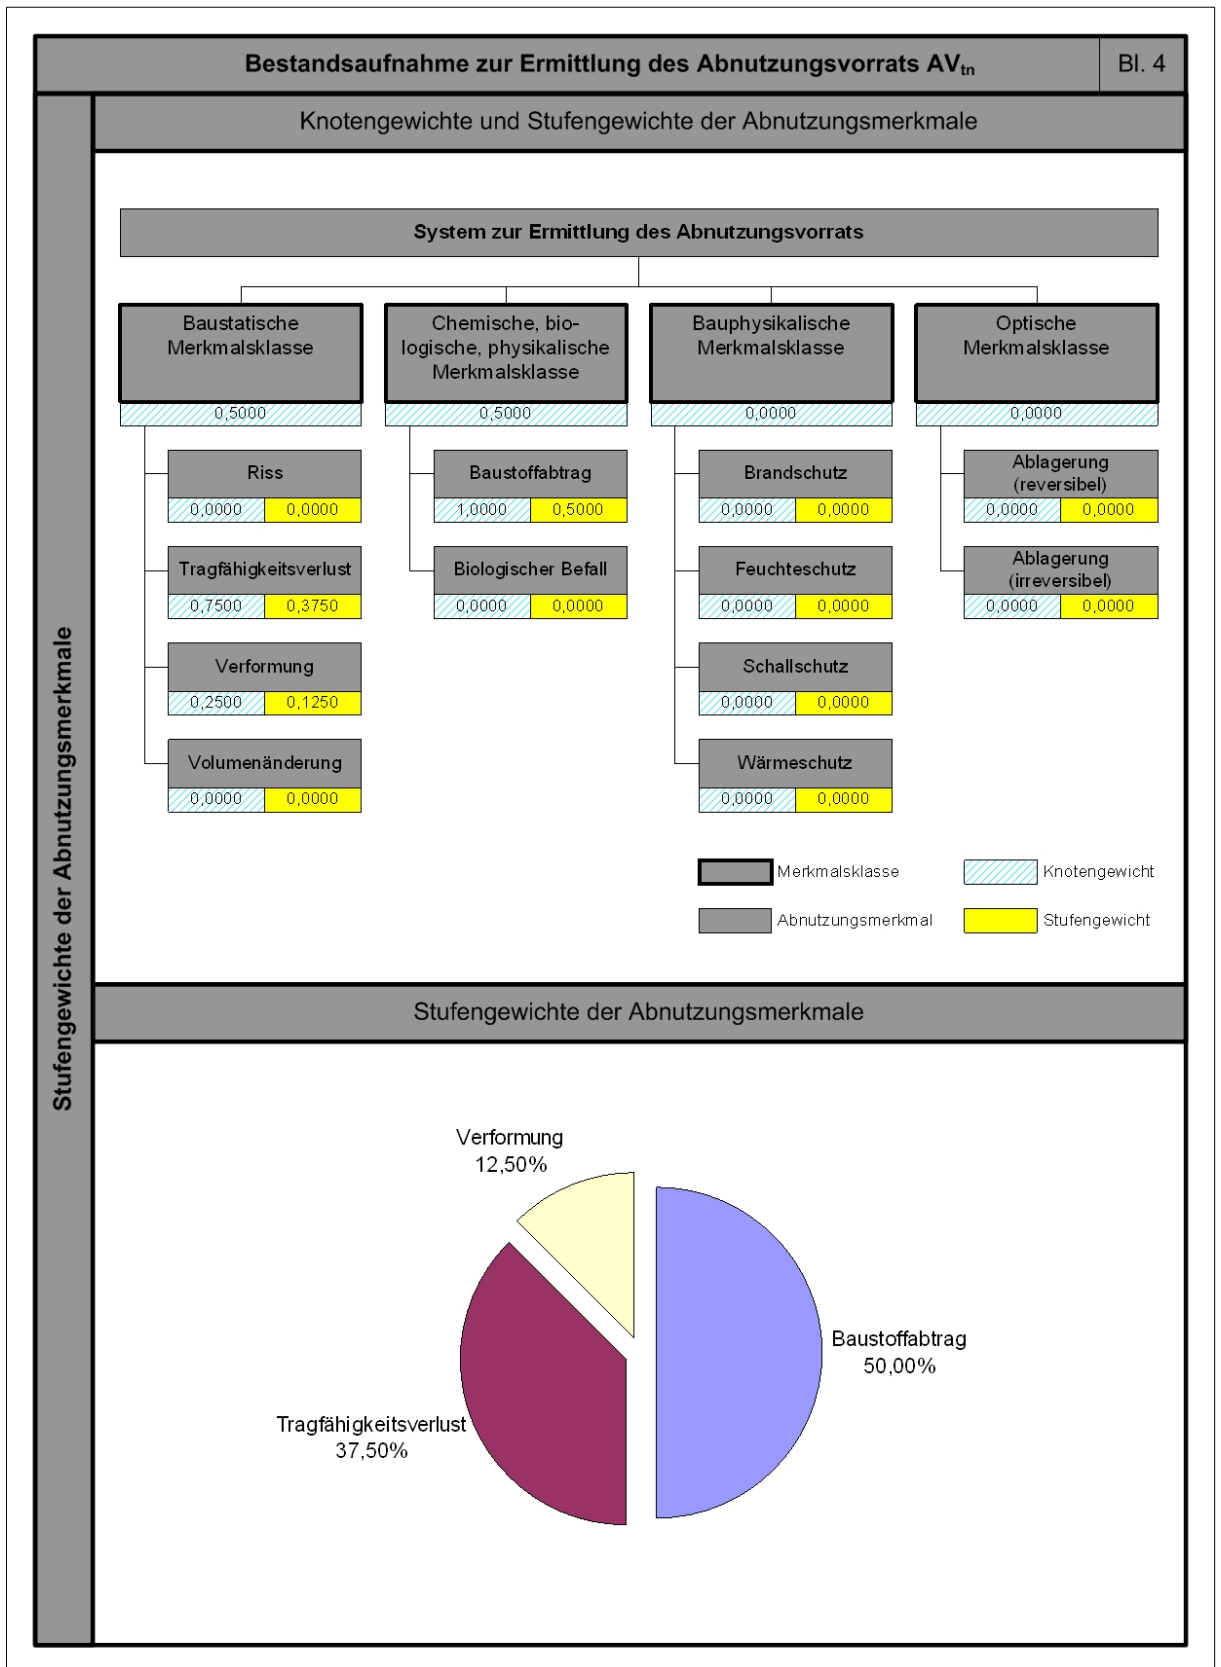 Bestandsaufnahme zur Ermittlung des Abnutzungsvorrats AVtn
Bl. 4
Stufengewichte der Abnutzungsmerkmale
Knotengewichte und Stufengewichte der Abnutzungsmerkmale
System zur Ermittlung des Abnutzungsvorrats
Baustatische
Merkmalsklasse
0,5000
Riss
0,0000 0,0000
Tragfähigkeitsverlust
0,7500 0,3750
Verformung
0,2500 0,1250
Volumenänderung
0,0000 0,0000
Chemische, bio-
logische, physikalische
Merkmalsklasse
0,5000
Baustoffabtrag
1,0000 0,5000
Biologischer Befall
0,0000 0,0000
Bauphysikalische
Merkmalsklasse
0,0000
Brandschutz
0,0000 0,0000
Feuchteschutz
0,0000 0,0000
Schallschutz
0,0000 0,0000
Wärmeschutz
0,0000 0,0000
Optische
Merkmalsklasse
0,0000
Ablagerung
(reversibel)
0,0000 0,0000
Ablagerung
(irreversibel)
0,0000 0,0000
Merkmalsklasse
Knotengewicht
Abnutzungsmerkmal
Stufengewicht
Stufengewichte der Abnutzungsmerkmale
Verformung
12,50%
Baustoffabtrag
50,00%
Tragfähigkeitsverlust
37,50%